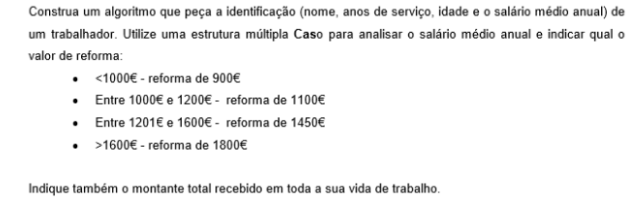 Construa um algoritmo que peça a identificação (nome, anos de serviço, idade e o salário médio anual) de
um trabalhador. Utilize uma estrutura múltipla Caso para analisar o salário médio anual e indicar qual o
valor de reforma:
• <1000€ - reforma de 900€
• Entre 1000€ e 1200€ - reforma de 1100€
• Entre 1201€ e 1600€ - reforma de 1450€
• >1600€ - reforma de 1800€
Indique também o montante total recebido em toda a sua vida de trabalho.